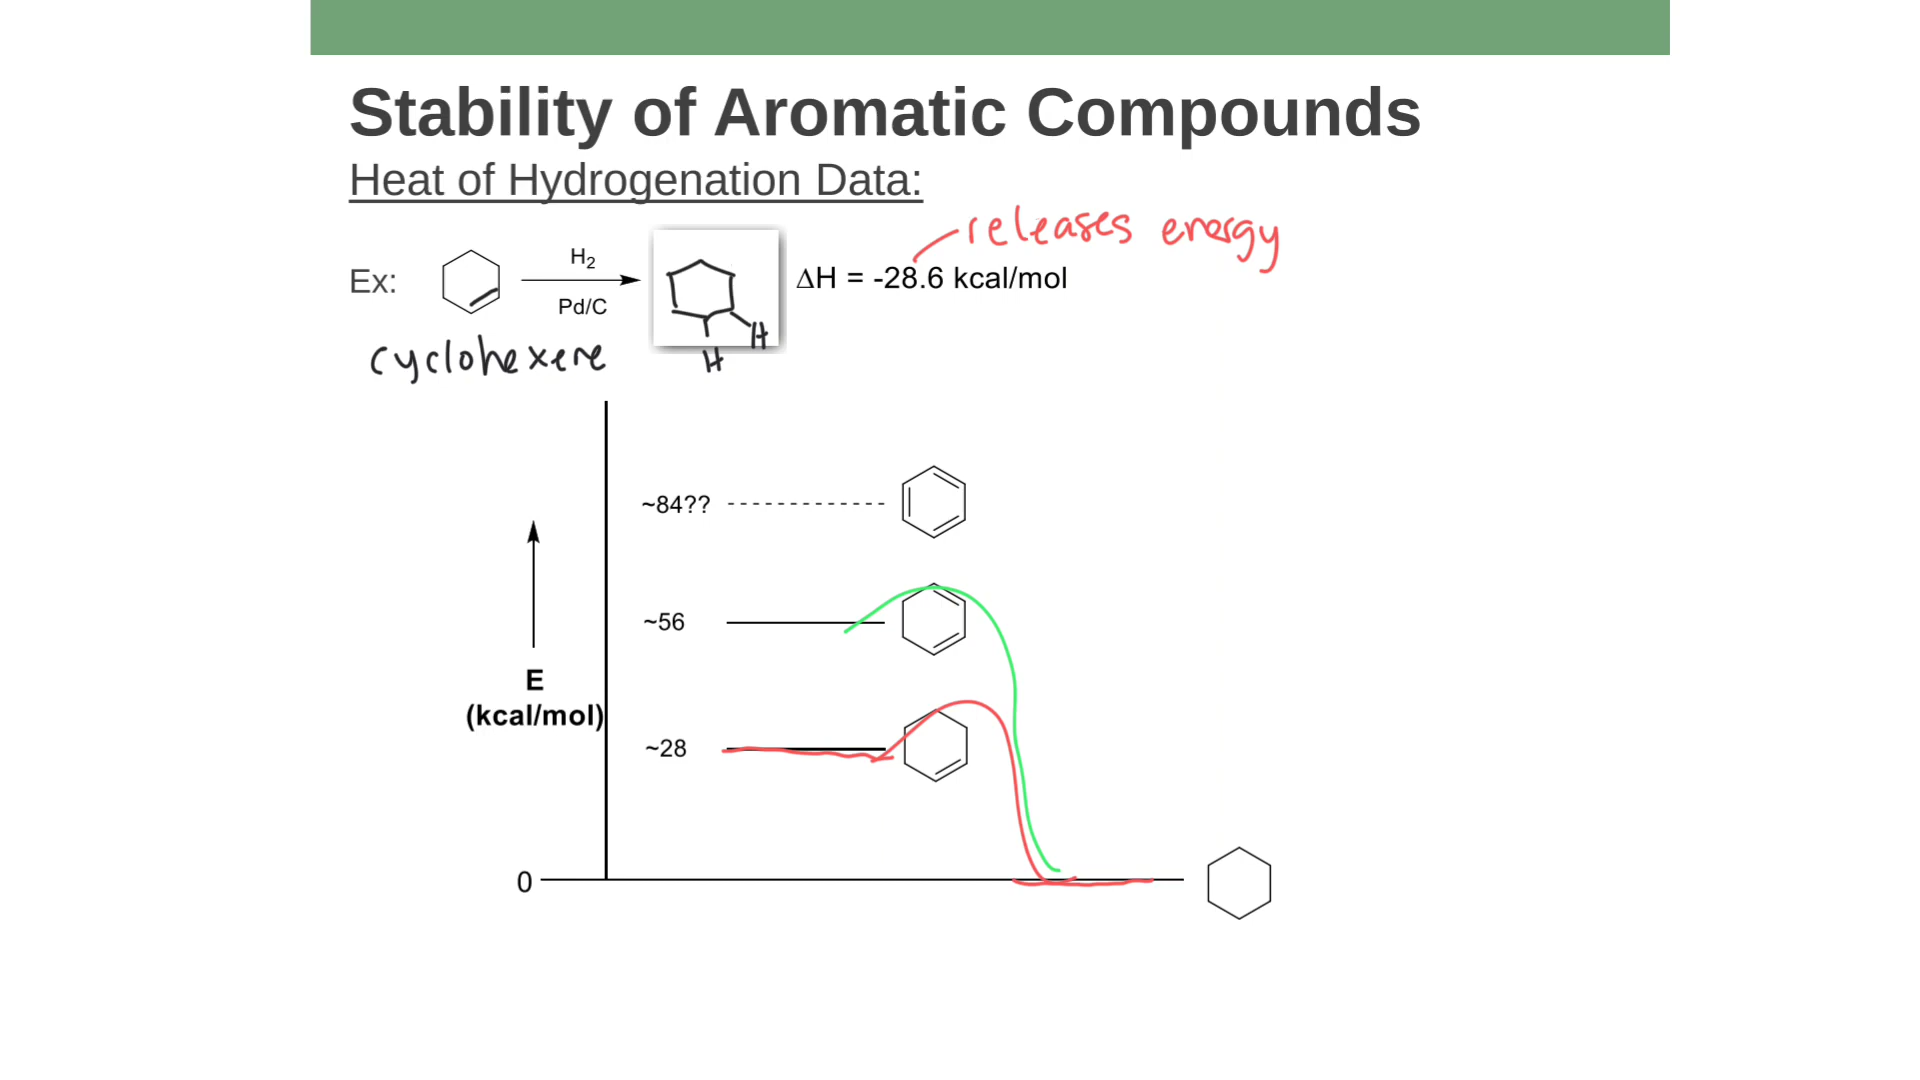 Stability of Aromatic Compounds
Heat of Hydrogenation Data:
releases energy
Ex:
H₂
Pd/C
ΔH = -28.6 kcal/mol
H
H
cyclohexene
~84??
~56
E
(kcal/mol)
~28
0